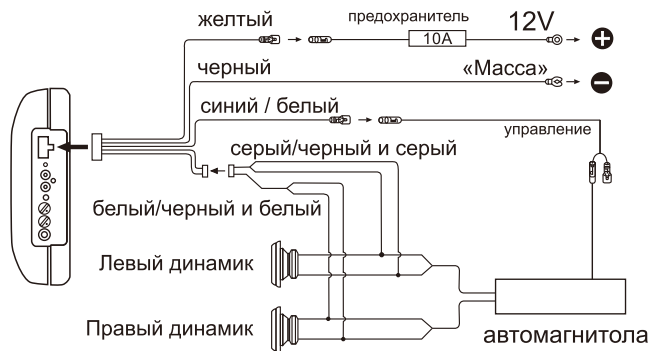 желтый
предохранитель
12V
10A
черный
«Масса»
синий / белый
управление
серый/черный и серый
белый/черный и белый
Левый динамик
Правый динамик
автомагнитола